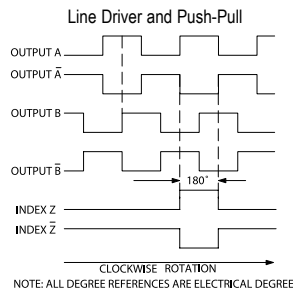 Line Driver and Push-Pull
OUTPUT A
OUTPUT A̅
OUTPUT B
OUTPUT B̅
180°
INDEX Z
INDEX Z̅
CLOCKWISE ROTATION
NOTE: ALL DEGREE REFERENCES ARE ELECTRICAL DEGREE